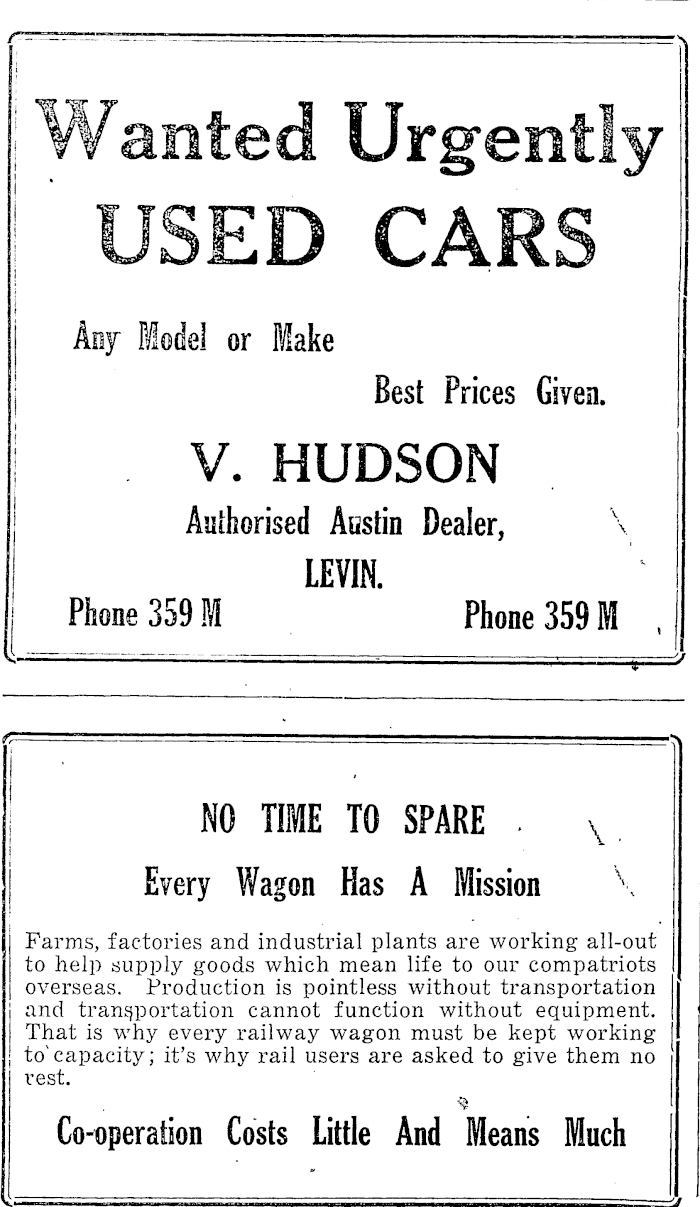 Wanted Urgently
USED CARS
Any Model or Make
Best Prices Given.
V. HUDSON
Authorised Austin Dealer,
LEVIN.
Phone 359 M Phone 359 M
NO TIME TO SPARE
Every Wagon Has A Mission
Farms, factories and industrial plants are working all-out
to help supply goods which mean life to our compatriots
overseas. Production is pointless without transportation
and transportation cannot function without equipment.
That is why every railway wagon must be kept working
to capacity; it's why rail users are asked to give them no
rest.
Co-operation Costs Little And Means Much